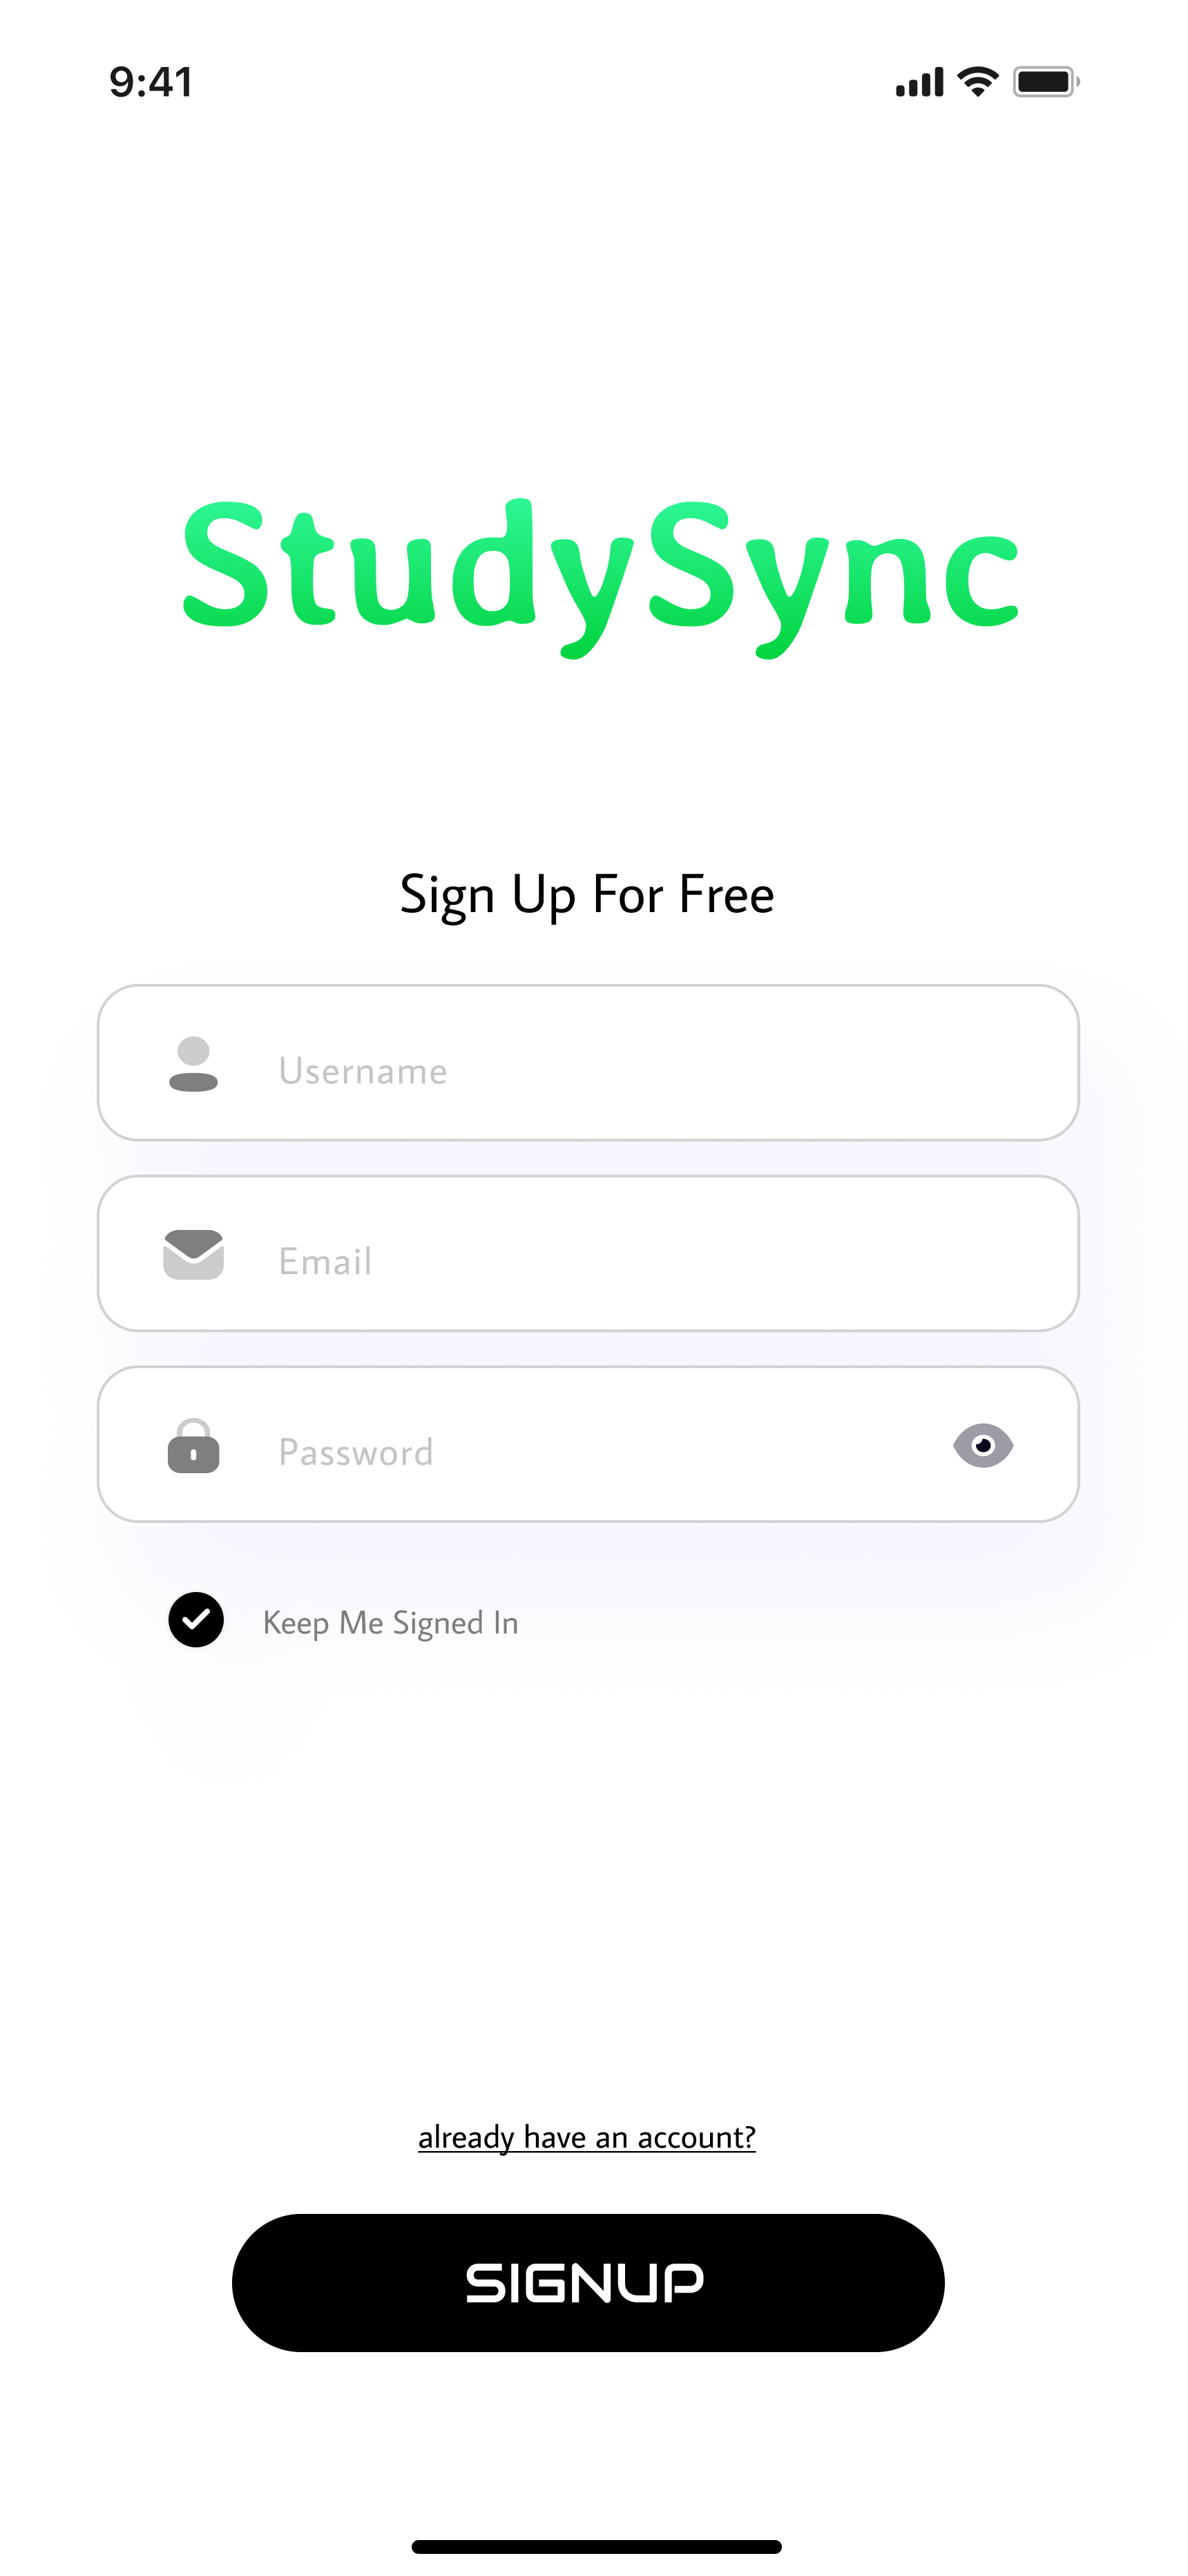 9:41
StudySync
Sign Up For Free
Username
Email
Password
Keep Me Signed In
already have an account?
SIGNUP